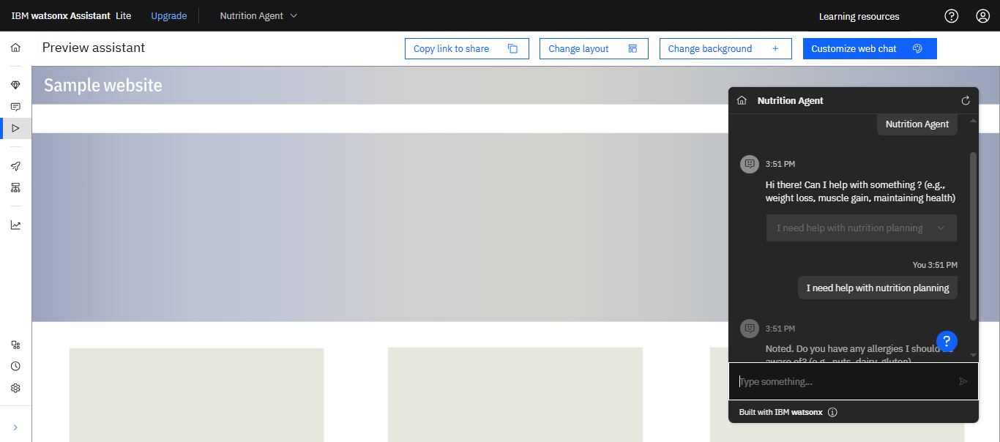 IBM watsonx Assistant Lite Upgrade Nutrition Agent Learning resources
Preview assistant Copy link to share Change layout Change background + Customize web chat
Sample website
Nutrition Agent
Nutrition Agent
3:51 PM
Hi there! Can I help with something ? (e.g.,
weight loss, muscle gain, maintaining health)
I need help with nutrition planning
You 3:51 PM
I need help with nutrition planning
3:51 PM
Noted. Do you have any allergies I should
aware of? (e.g., nuts, dairy, gluten)
?
Type something...
Built with IBM watsonx